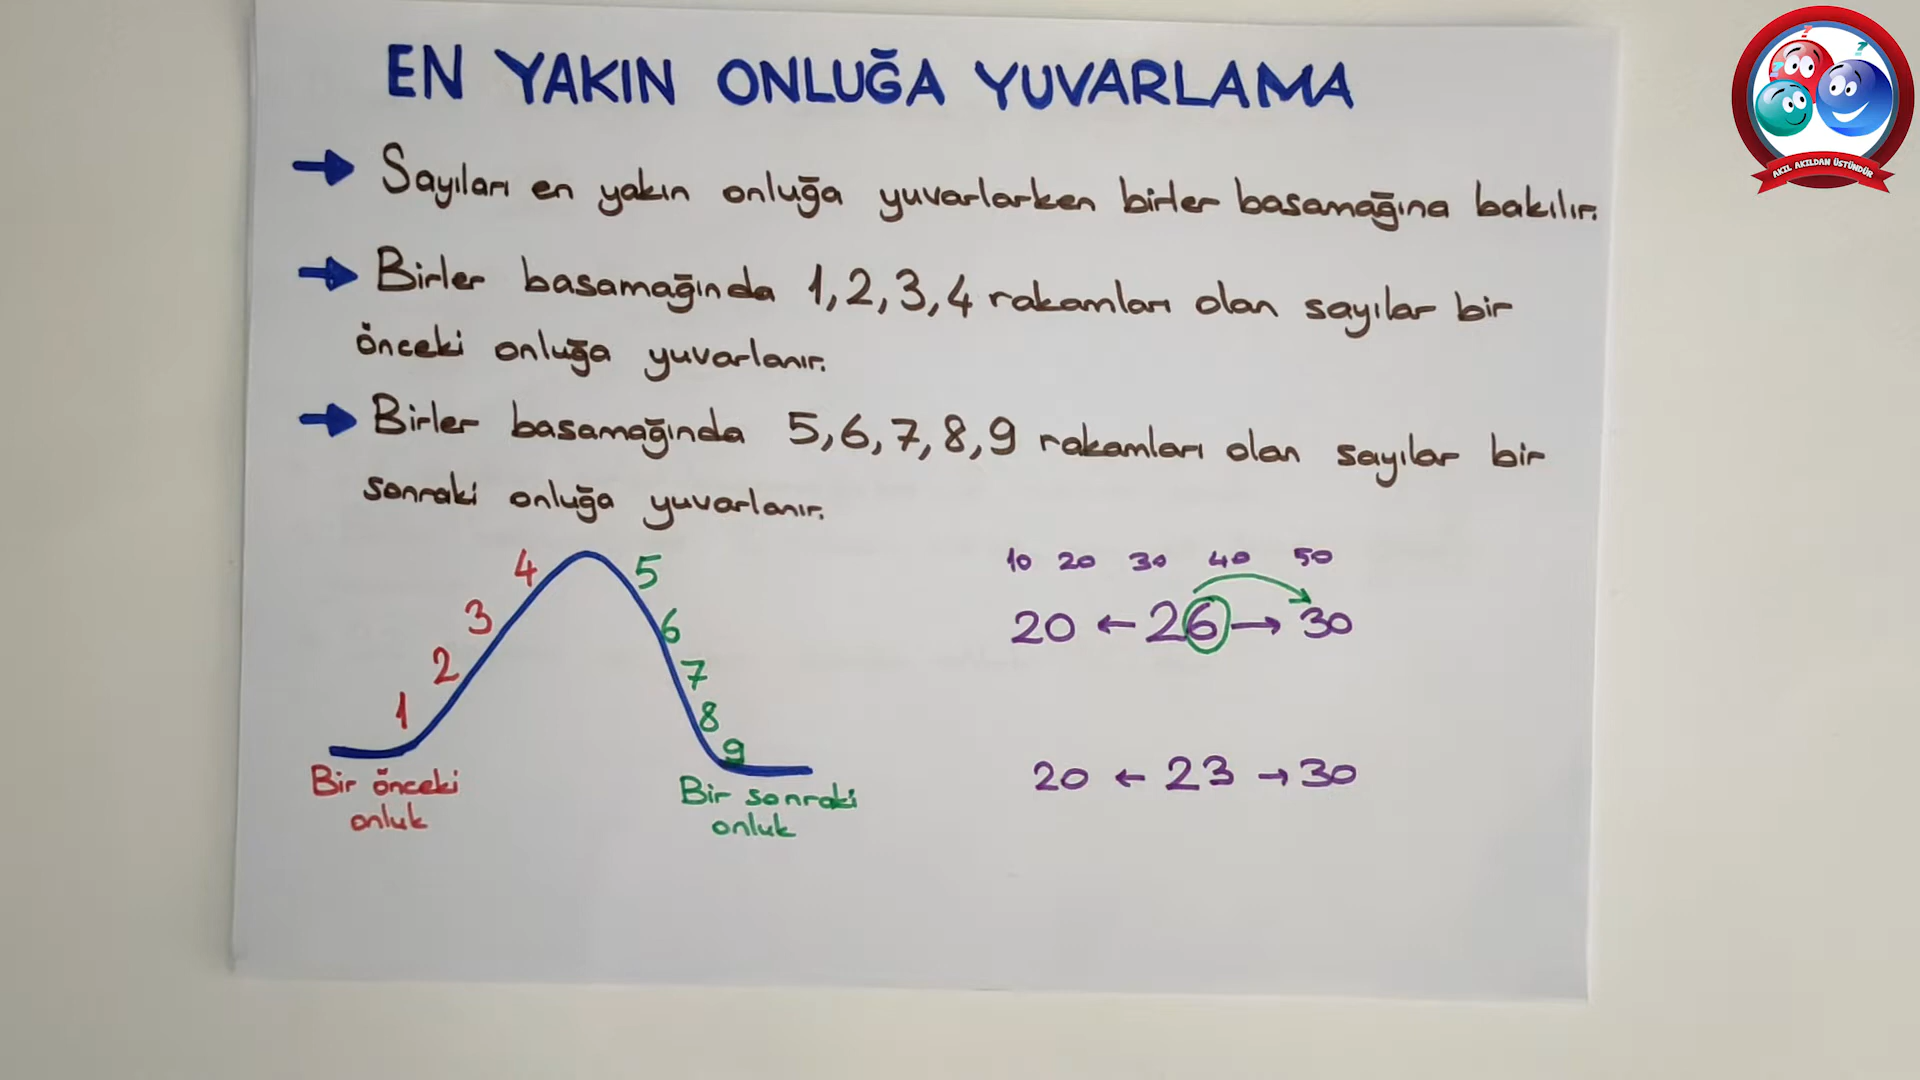 EN YAKIN ONLUĞA YUVARLAMA
→ Sayıları en yakın onluğa yuvarlarken birler basamağına bakılır.
→ Birler basamağında 1, 2, 3, 4 rakamları olan sayılar bir
önceki onluğa yuvarlanır.
→ Birler basamağında 5, 6, 7, 8, 9 rakamları olan sayılar bir
sonraki onluğa yuvarlanır.
4
3
2
1
5
6
7
8
9
Bir önceki
onluk
Bir sonraki
onluk
10 20 30 40 50
20 ← 26 → 30
20 ← 23 → 30
? ? ?
AKIL AKILDAN ÜSTÜNDÜR